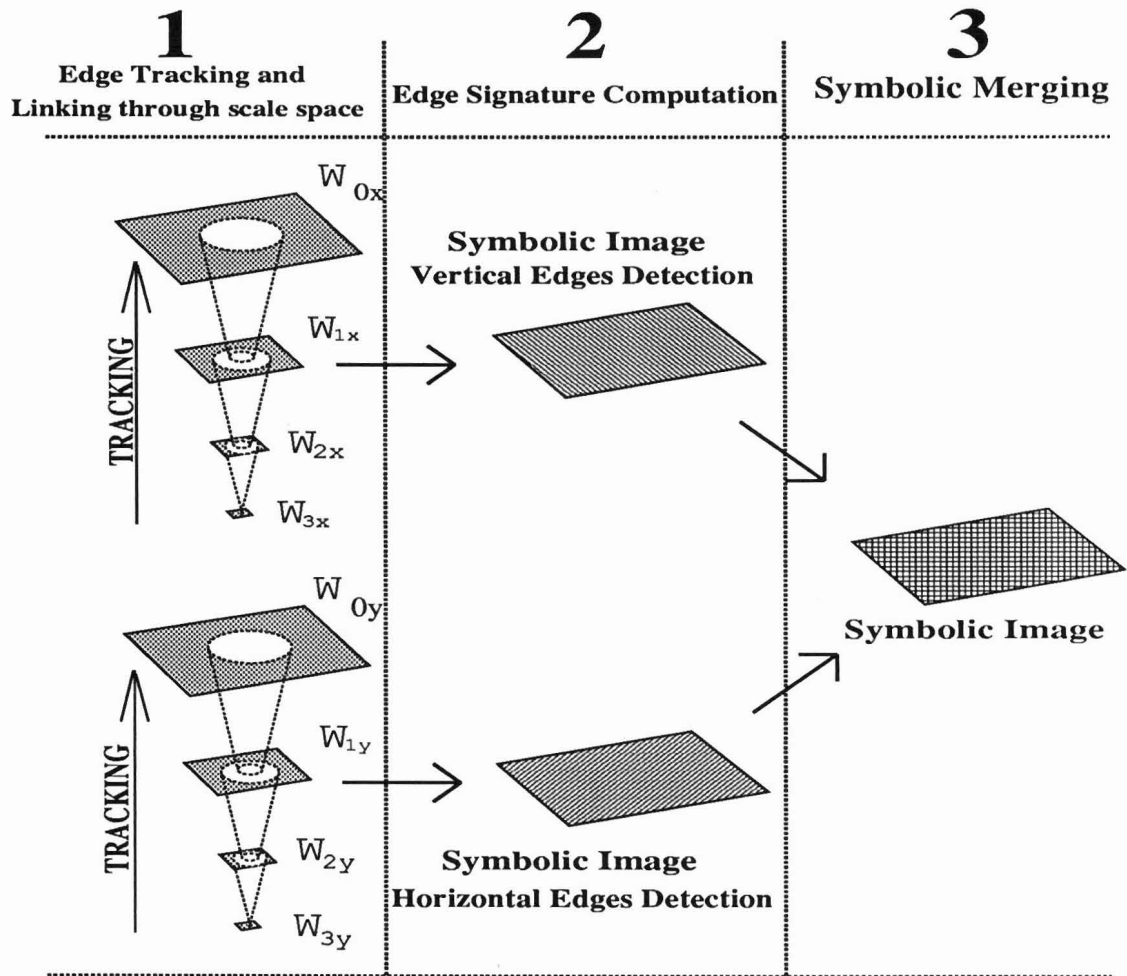 1
Edge Tracking and
Linking through scale space
2
Edge Signature Computation
3
Symbolic Merging
W 0x
W1x
W2x
W3x
TRACKING
Symbolic Image
Vertical Edges Detection
W 0y
W1y
W2y
W3y
TRACKING
Symbolic Image
Horizontal Edges Detection
Symbolic Image